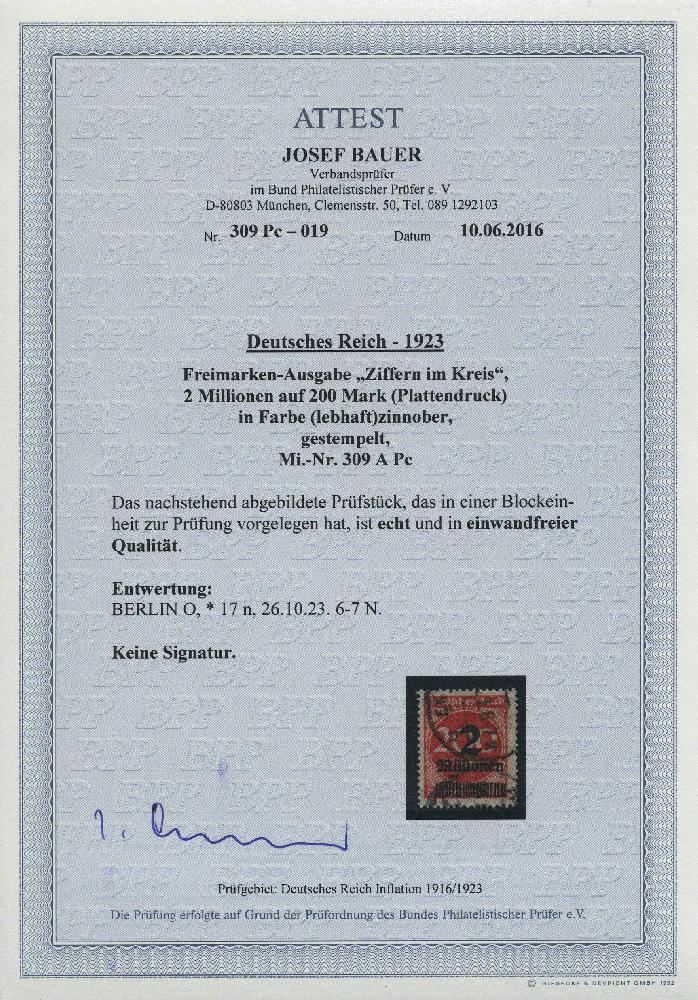 ATTEST
JOSEF BAUER
Verbandsprüfer
im Bund Philatelistischer Prüfer e. V.
D-80803 München, Clemensstr. 50, Tel. 089 1292103
Nr. 309 Pc – 019 Datum 10.06.2016
Deutsches Reich - 1923
Freimarken-Ausgabe „Ziffern im Kreis“,
2 Millionen auf 200 Mark (Plattendruck)
in Farbe (lebhaft)zinnober,
gestempelt,
Mi.-Nr. 309 A Pc
Das nachstehend abgebildete Prüfstück, das in einer Blockein-
heit zur Prüfung vorgelegen hat, ist echt und in einwandfreier
Qualität.
Entwertung:
BERLIN O, * 17 n, 26.10.23. 6-7 N.
Keine Signatur.
2
Millionen
Prüfgebiet: Deutsches Reich Inflation 1916/1923
Die Prüfung erfolgte auf Grund der Prüfordnung des Bundes Philatelistischer Prüfer e.V.
© GIESECKE & DEVRIENT GMBH 1992